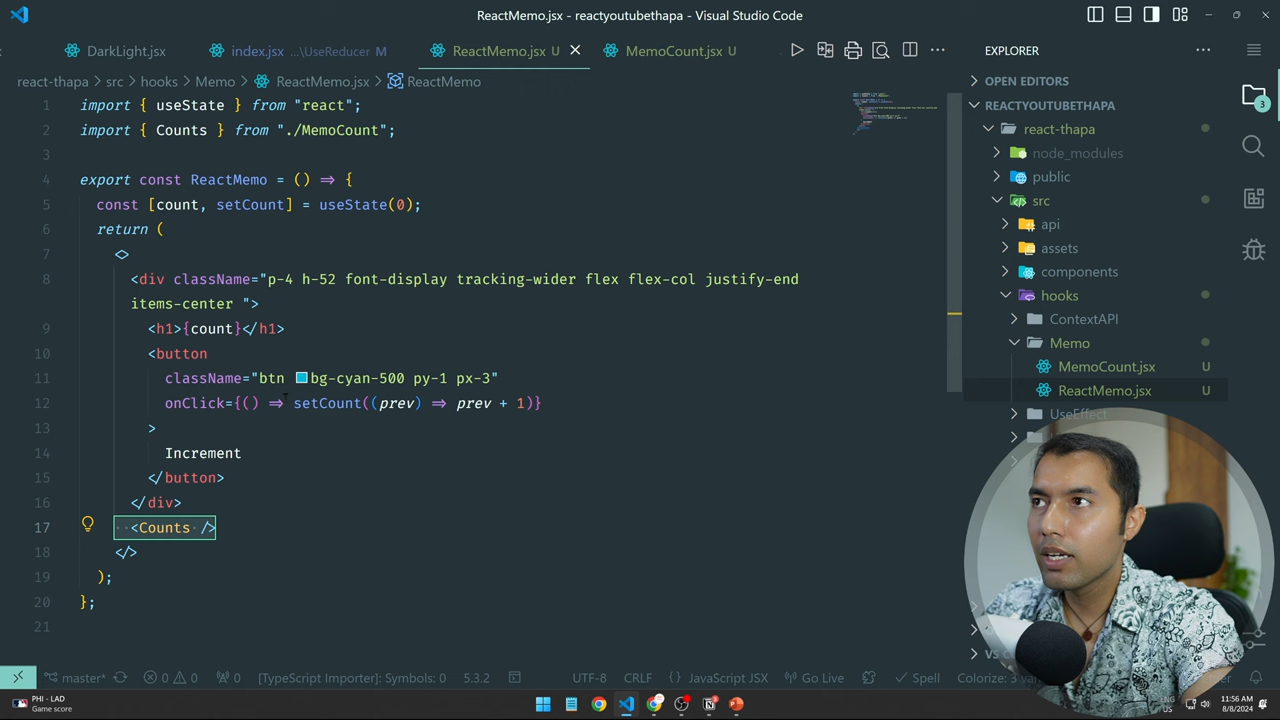 ReactMemo.jsx - reactyoutubethapa - Visual Studio Code
DarkLight.jsx
index.jsx ...\UseReducer M
ReactMemo.jsx U
MemoCount.jsx U
EXPLORER
react-thapa > src > hooks > Memo > ReactMemo.jsx > ReactMemo
1 import { useState } from "react";
2 import { Counts } from "./MemoCount";
3
4 export const ReactMemo = () => {
5 const [count, setCount] = useState(0);
6 return (
7 <>
8 <div className="p-4 h-52 font-display tracking-wider flex flex-col justify-end
items-center ">
9 <h1>{count}</h1>
10 <button
11 className="btn bg-cyan-500 py-1 px-3"
12 onClick={() => setCount((prev) => prev + 1)}
13 >
14 Increment
15 </button>
16 </div>
17 <Counts />
18 </>
19 );
20 };
21
OPEN EDITORS
REACTYOUTUBETHAPA
react-thapa
node_modules
public
src
api
assets
components
hooks
ContextAPI
Memo
MemoCount.jsx U
ReactMemo.jsx U
UseEffect
3
master*
0 0
0
[TypeScript Importer]: Symbols: 0
5.3.2
UTF-8
CRLF
{ } JavaScript JSX
Go Live
Spell
PHI - LAD
Game score
11:56 AM
8/8/2024